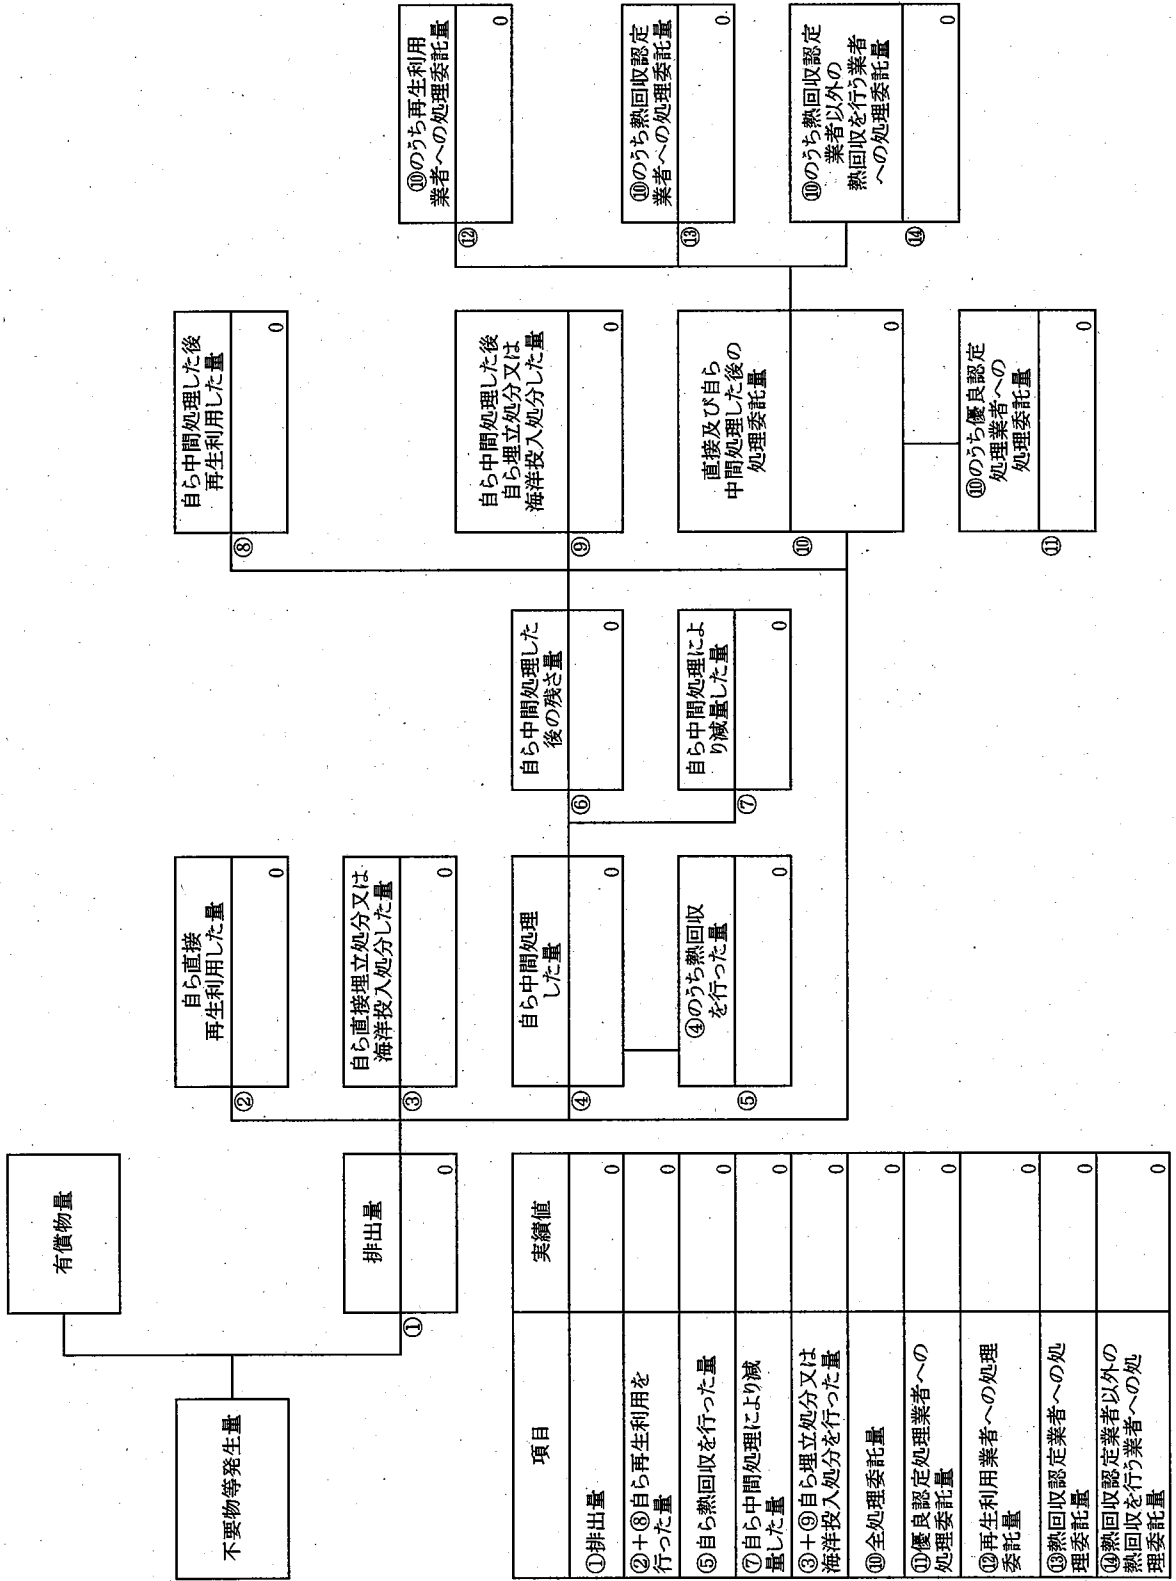 不要物等発生量
有償物量
排出量
①
0
自ら直接
再生利用した量
②
0
自ら直接埋立処分又は
海洋投入処分した量
③
0
自ら中間処理
した量
④
0
④のうち熱回収
を行った量
⑤
0
自ら中間処理した
後の残さ量
⑥
0
自ら中間処理によ
り減量した量
⑦
0
自ら中間処理した後
再生利用した量
⑧
0
自ら中間処理した後
自ら埋立処分又は
海洋投入処分した量
⑨
0
直接及び自ら
中間処理した後の
処理委託量
⑩
0
⑩のうち優良認定
処理業者への
処理委託量
⑪
0
⑩のうち再生利用
業者への処理委託量
⑫
0
⑩のうち熱回収認定
業者への処理委託量
⑬
0
⑩のうち熱回収認定
業者以外の
熱回収を行う業者
への処理委託量
⑭
0
項目 実績値
①排出量 0
②+⑧自ら再生利用を
行った量 0
⑤自ら熱回収を行った量 0
⑦自ら中間処理により減
量した量 0
③+⑨自ら埋立処分又は
海洋投入処分を行った量 0
⑩全処理委託量 0
⑪優良認定処理業者への
処理委託量 0
⑫再生利用業者への処理
委託量 0
⑬熱回収認定業者への処
理委託量 0
⑭熱回収認定業者以外の
熱回収を行う業者への処
理委託量 0